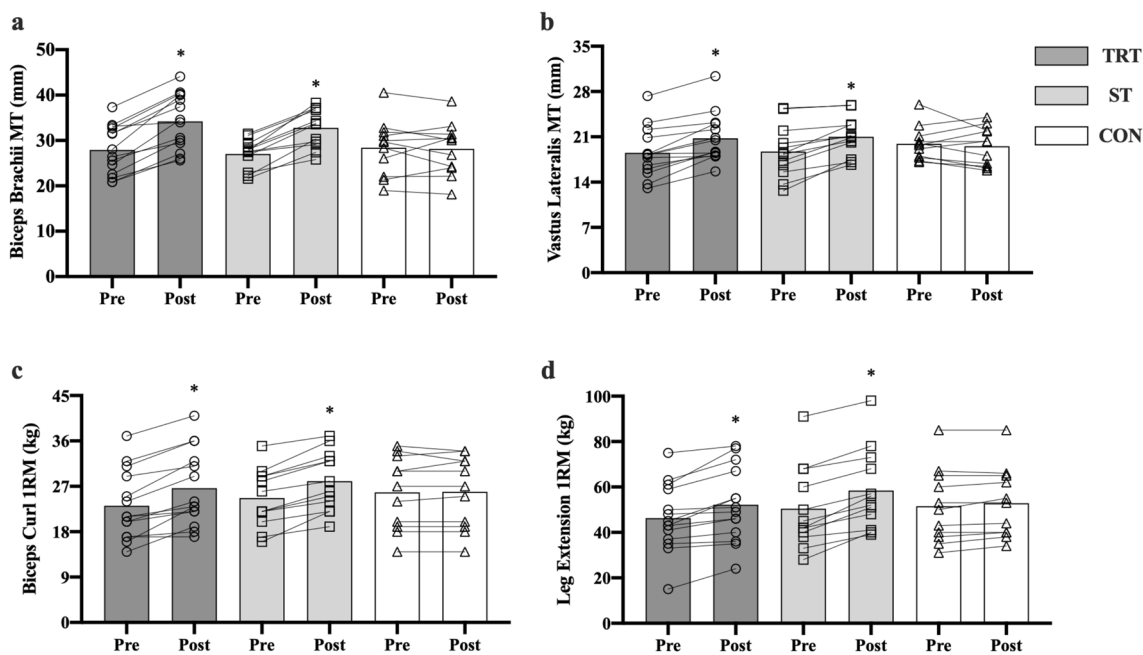 a
Biceps Brachii MT (mm)
50
40
30
20
10
0
*
*
Pre Post Pre Post Pre Post
b
Vastus Lateralis MT (mm)
35
28
21
14
7
0
*
*
Pre Post Pre Post Pre Post
TRT
ST
CON
c
Biceps Curl 1RM (kg)
45
36
27
18
9
0
*
*
Pre Post Pre Post Pre Post
d
Leg Extension 1RM (kg)
100
80
60
40
20
0
*
*
Pre Post Pre Post Pre Post